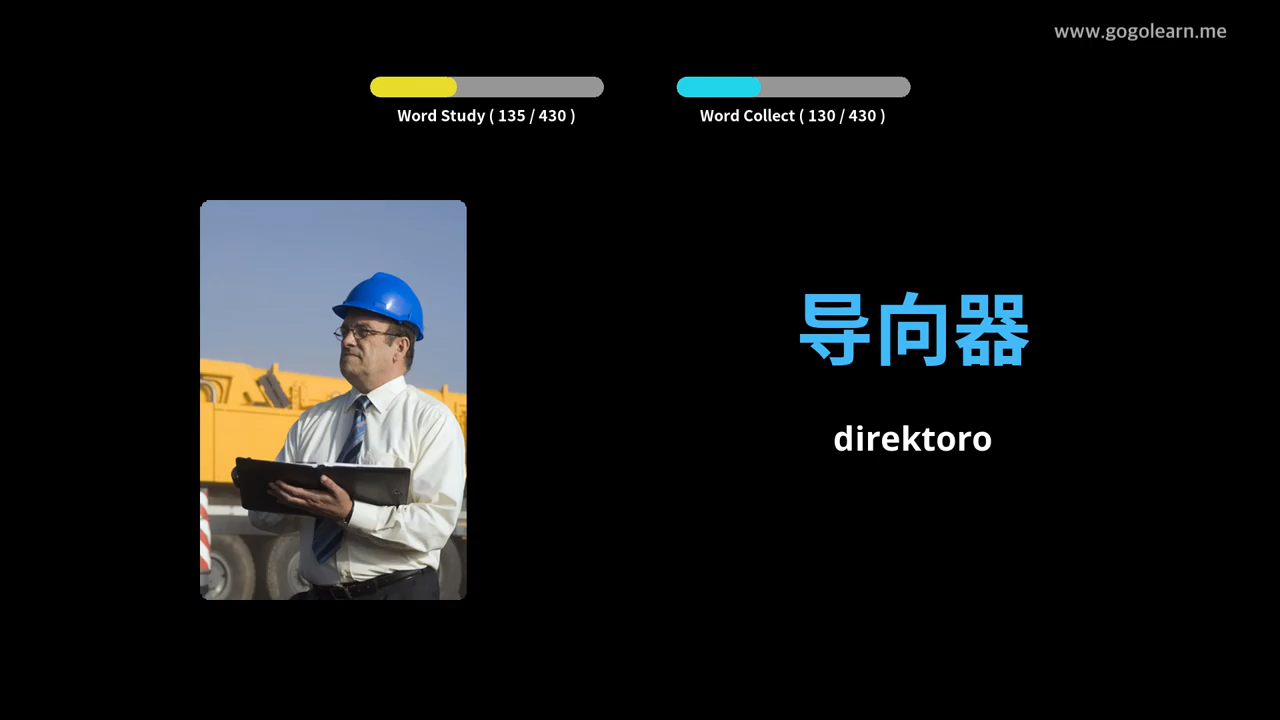 www.gogolearn.me
Word Study ( 135 / 430 )
Word Collect ( 130 / 430 )
导向器
direktoro